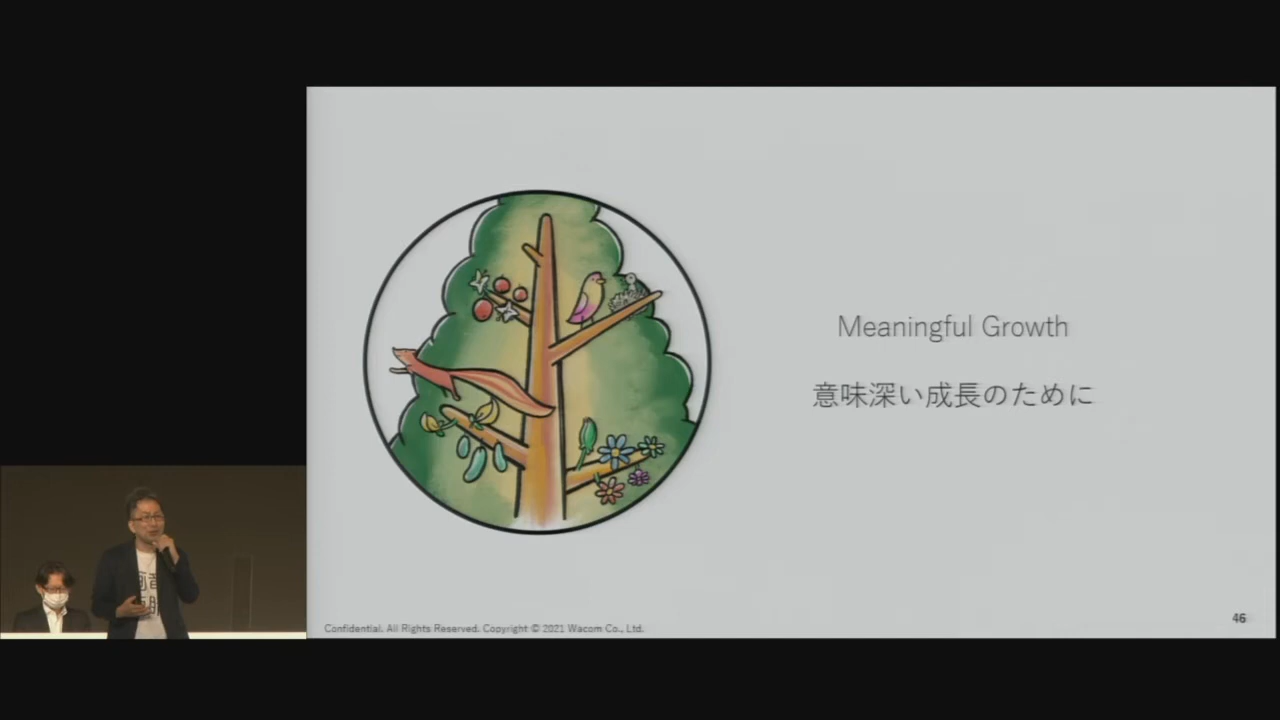 Meaningful Growth
意味深い成長のために
Confidential. All Rights Reserved. Copyright © 2021 Wacom Co., Ltd.
46